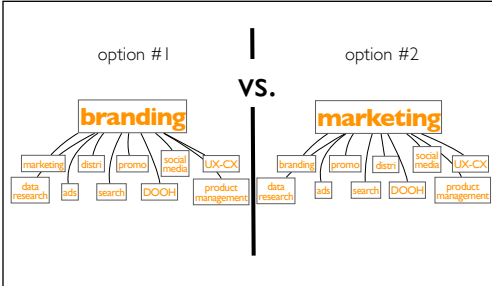 option #1
vs.
option #2
branding
marketing
marketing
distri
promo
social
media
UX-CX
data
research
ads
search
DOOH
product
management
branding
promo
distri
social
media
UX-CX
data
research
ads
search
DOOH
product
management